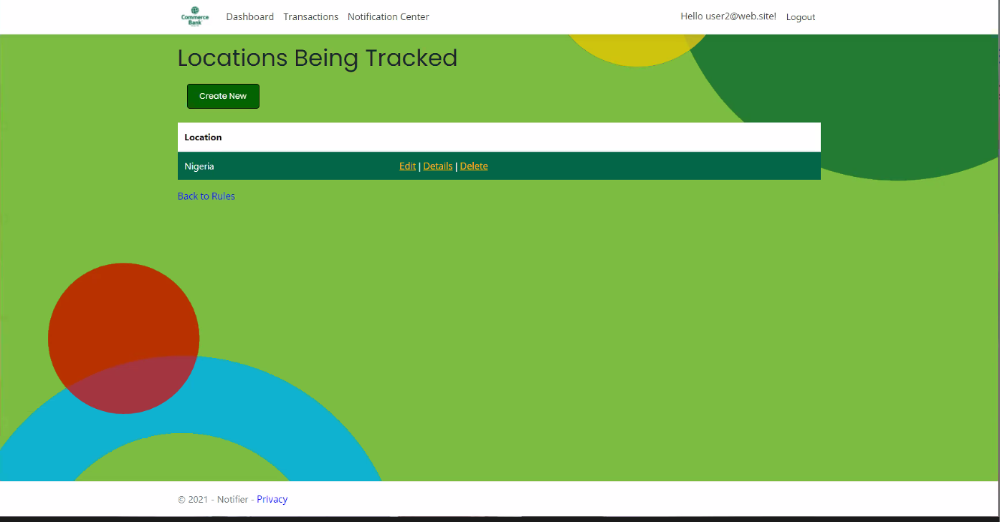 Commerce
Bank
Dashboard Transactions Notification Center Hello user2@web.site! Logout
Locations Being Tracked
Create New
Location
Nigeria Edit | Details | Delete
Back to Rules
© 2021 - Notifier - Privacy